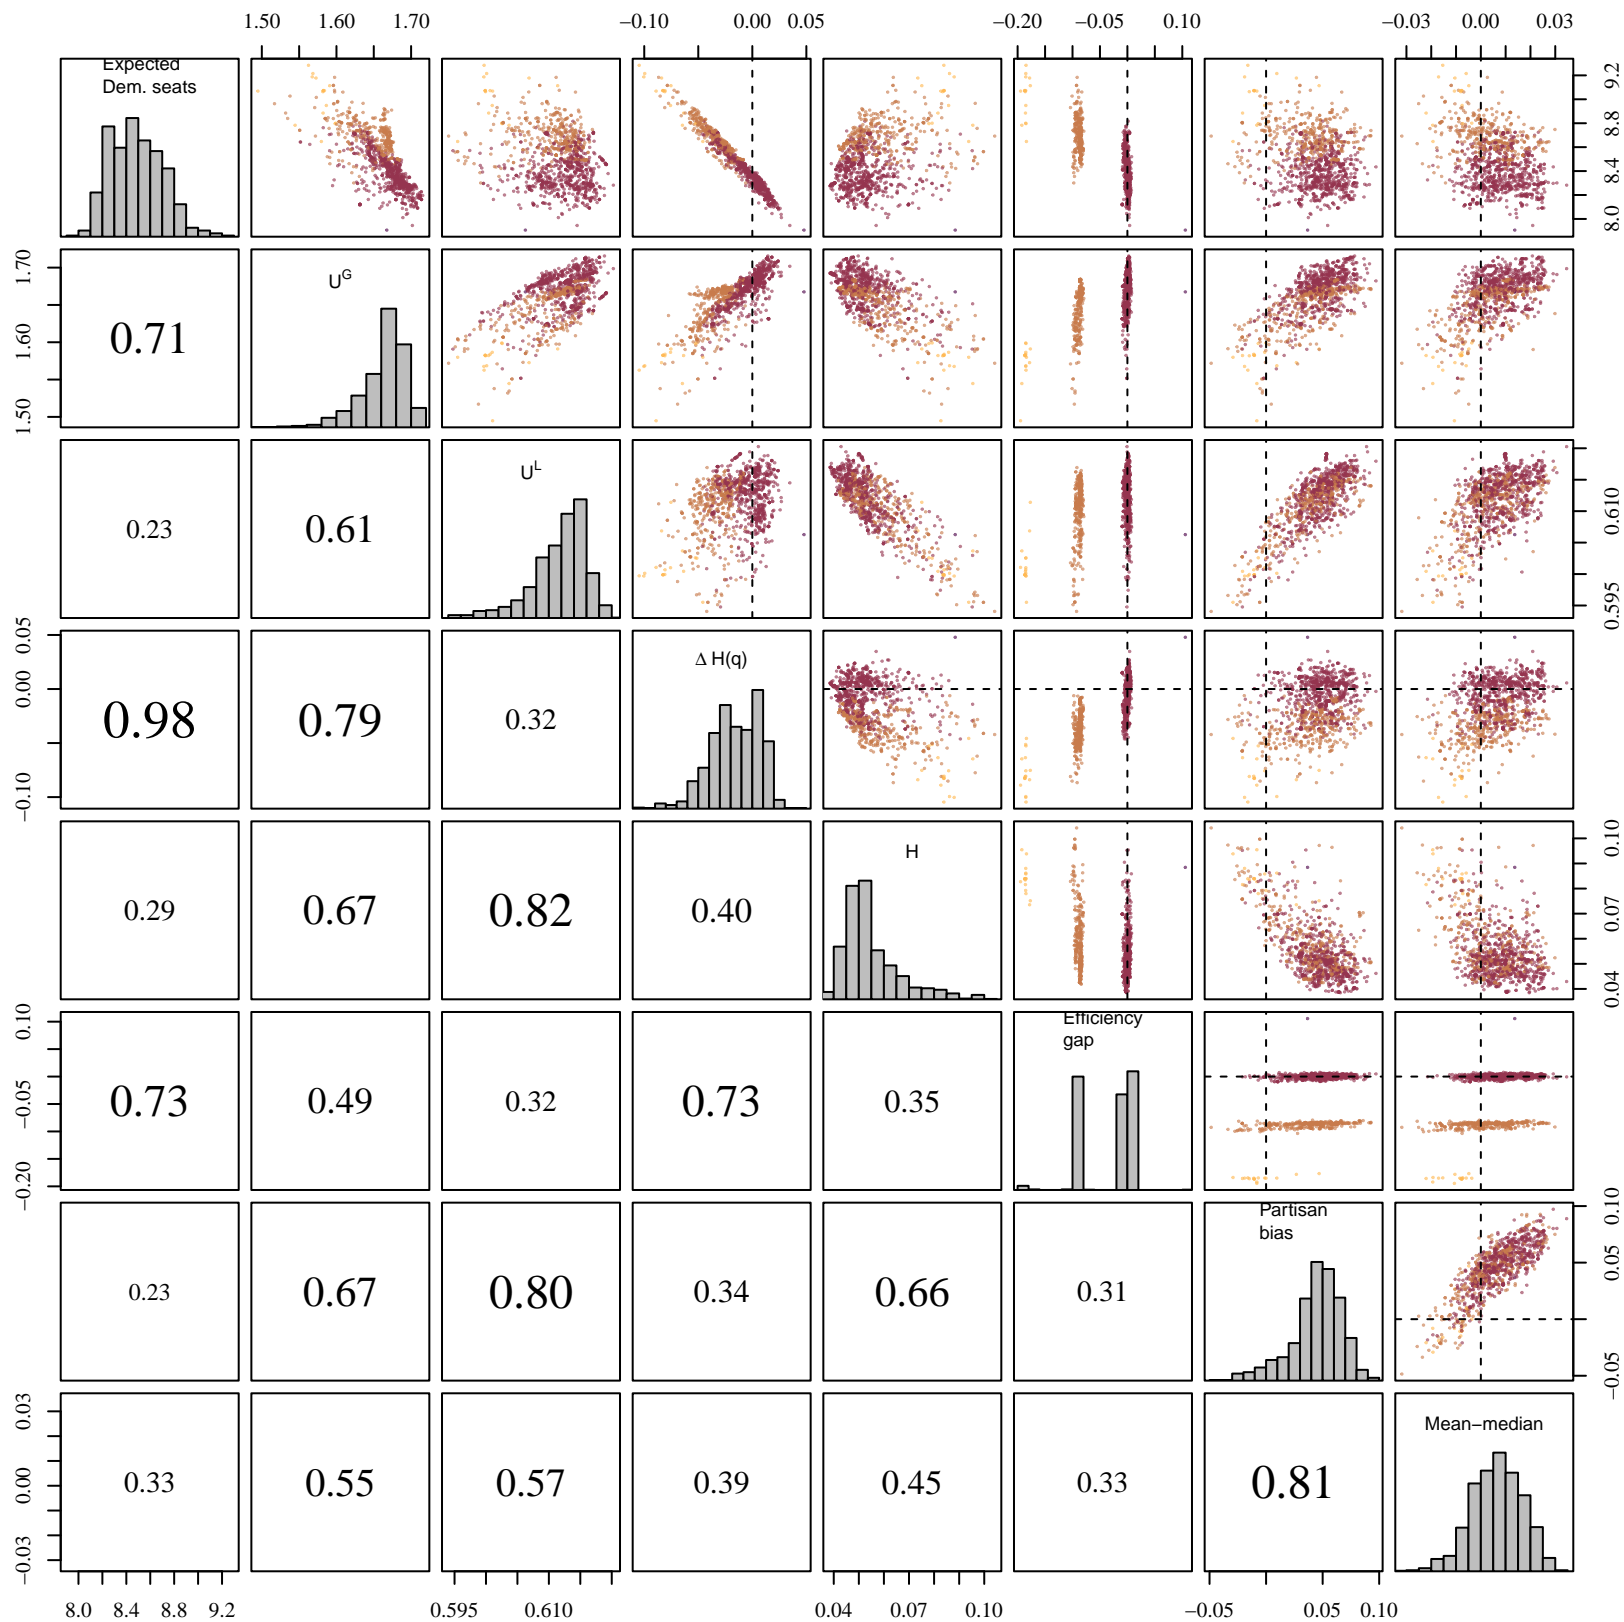 1.50 1.60 1.70 −0.10 0.00 0.05 −0.20 −0.05 0.10 −0.03 0.00 0.03
Expected
Dem. seats
8.0 8.4 8.8 9.2
1.50 1.60 1.70
0.71
U^G
0.23
0.61
U^L
0.595 0.610
−0.10 0.00 0.05
0.98
0.79
0.32
Δ H(q)
0.29
0.67
0.82
0.40
H
0.04 0.07 0.10
−0.20 −0.05 0.10
0.73
0.49
0.32
0.73
0.35
Efficiency
gap
0.23
0.67
0.80
0.34
0.66
0.31
Partisan
bias
−0.05 0.05 0.10
−0.03 0.00 0.03
0.33
0.55
0.57
0.39
0.45
0.33
0.81
Mean−median
8.0 8.4 8.8 9.2 0.595 0.610 0.04 0.07 0.10 −0.05 0.05 0.10